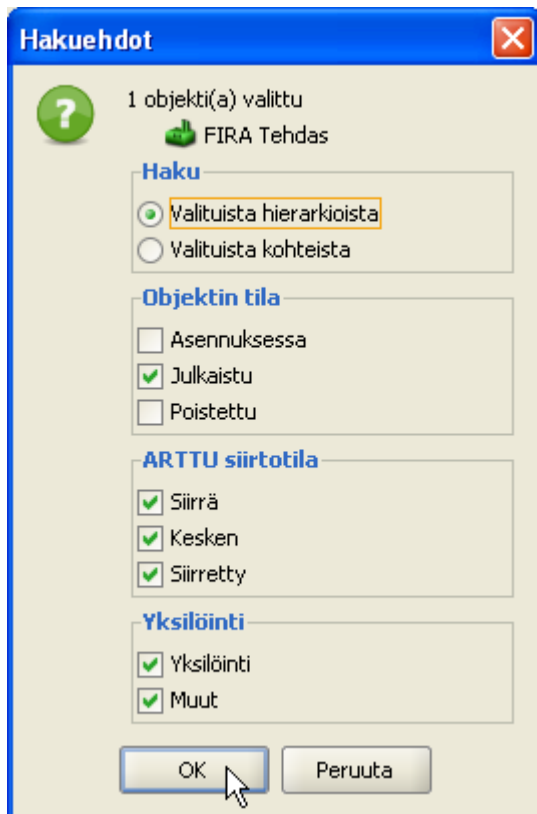 Hakuehdot
1 objekti(a) valittu
FIRA Tehdas
Haku
Valituista hierarkioista
Valituista kohteista
Objektin tila
Asennuksessa
Julkaistu
Poistettu
ARTTU siirtotila
Siirrä
Kesken
Siirretty
Yksilöinti
Yksilöinti
Muut
OK
Peruuta